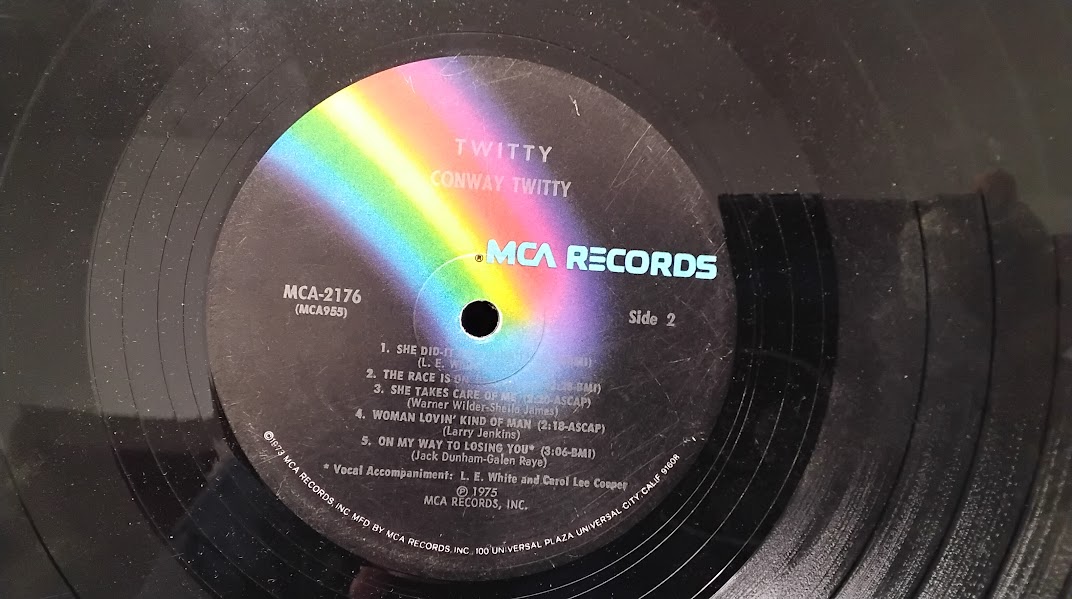 TWITTY
CONWAY TWITTY
® MCA RECORDS
MCA-2176
(MCA955)
Side 2
1. SHE DID-IT
(L. E.
2. THE RACE IS
3. SHE TAKES CARE OF ME
(Warner Wilder-Sheila James)
4. WOMAN LOVIN' KIND OF MAN (2:18-ASCAP)
(Larry Jenkins)
5. ON MY WAY TO LOSING YOU* (3:06-BMI)
(Jack Dunham-Galen Raye)
* Vocal Accompaniment: L. E. White and Carol Lee Cooper
℗ 1975
MCA RECORDS, INC.
©1973 MCA RECORDS, INC MFD BY MCA RECORDS, INC., 100 UNIVERSAL PLAZA UNIVERSAL CITY, CALIF. 91608